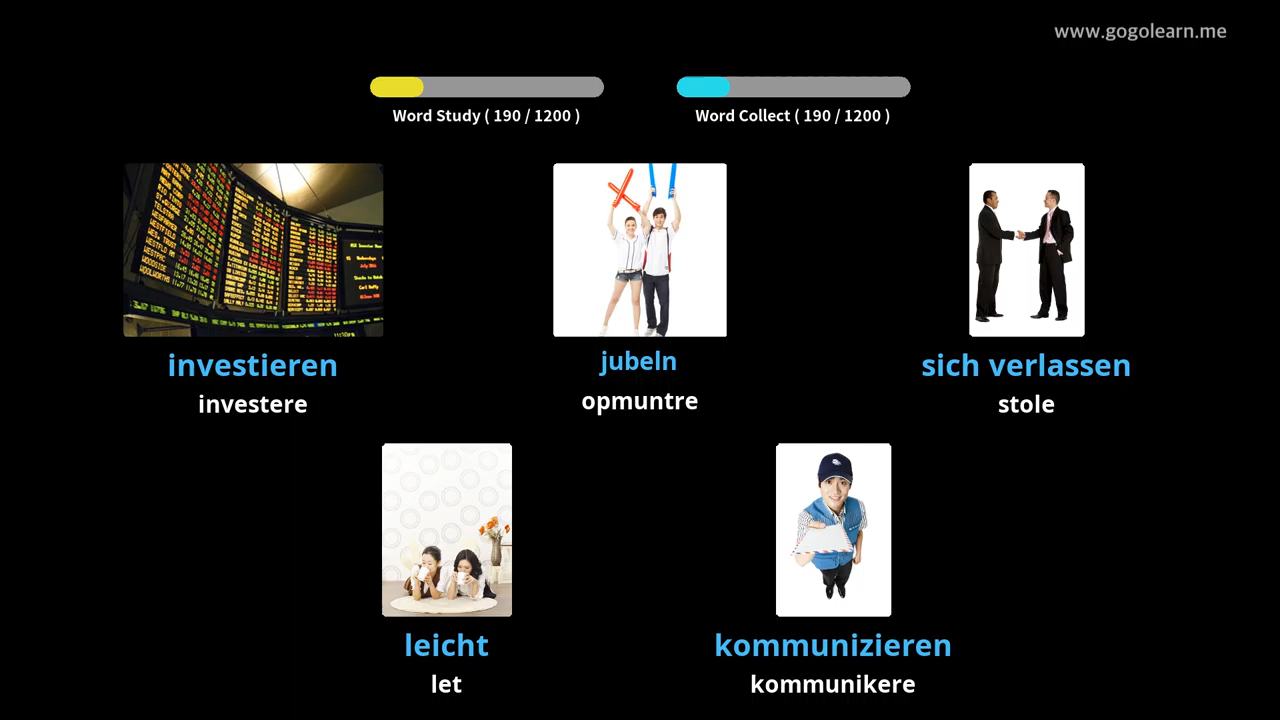 www.gogolearn.me
Word Study ( 190 / 1200 )
Word Collect ( 190 / 1200 )
investieren
investere
jubeln
opmuntre
sich verlassen
stole
leicht
let
kommunizieren
kommunikere